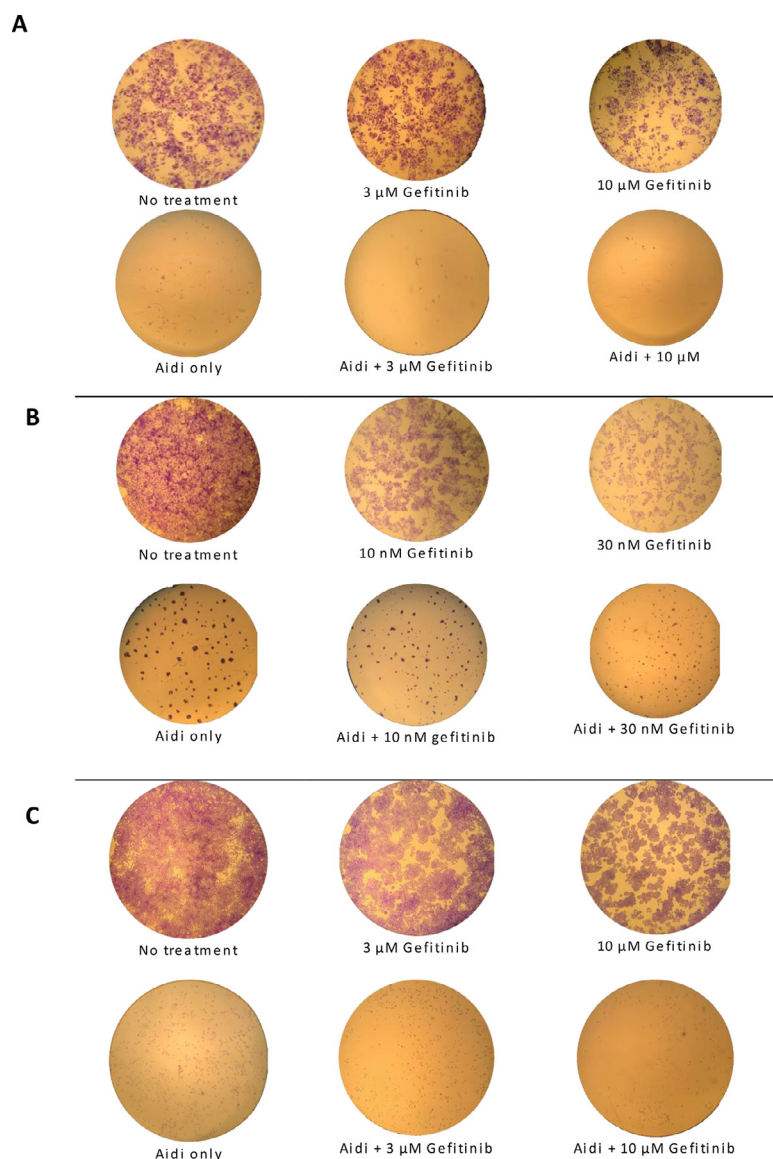 A
No treatment
3 µM Gefitinib
10 µM Gefitinib
Aidi only
Aidi + 3 µM Gefitinib
Aidi + 10 µM
B
No treatment
10 nM Gefitinib
30 nM Gefitinib
Aidi only
Aidi + 10 nM gefitinib
Aidi + 30 nM Gefitinib
C
No treatment
3 µM Gefitinib
10 µM Gefitinib
Aidi only
Aidi + 3 µM Gefitinib
Aidi + 10 µM Gefitinib